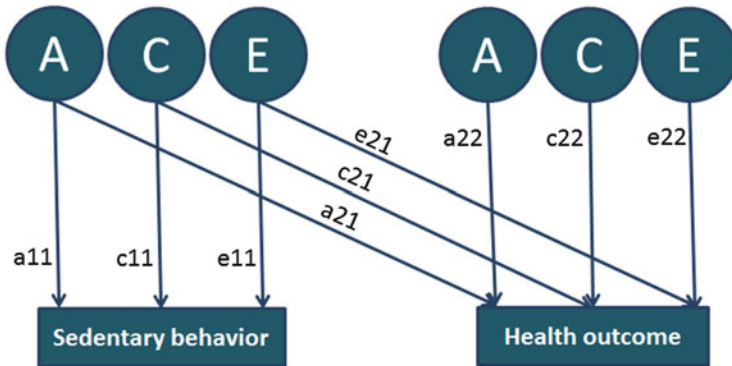 A C E A C E
e21 a22 c22 e22
c21
a21
a11 c11 e11
Sedentary behavior Health outcome